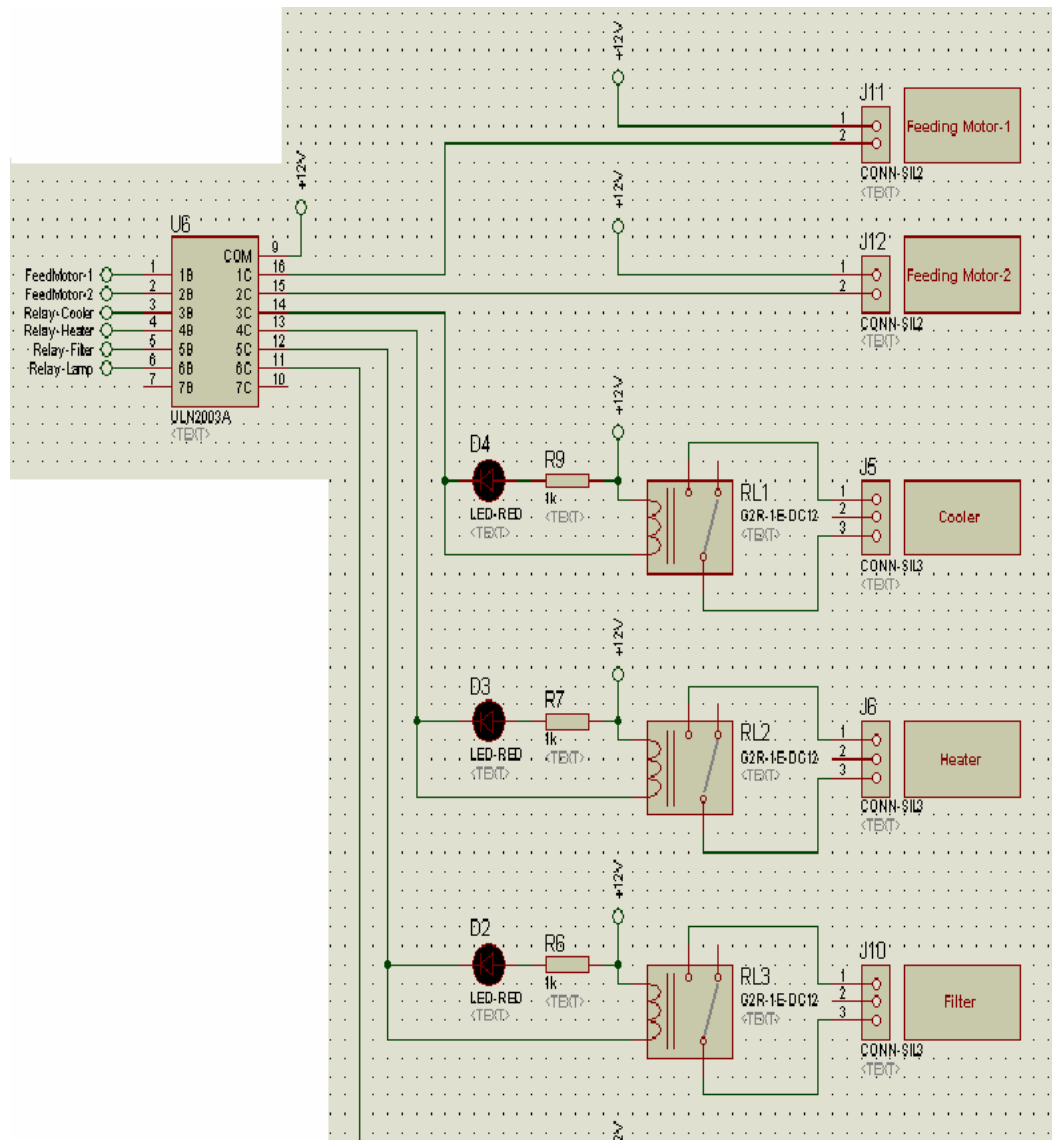 +12V
J11
1
2
Feeding Motor-1
CONN-SIL2
<TEXT>
+12V
+12V
U6
J12
COM
9
FeedMotor-1
1
1B
1C
16
1
2
Feeding Motor-2
FeedMotor-2
2
2B
2C
15
Relay-Cooler
3
3B
3C
14
Relay-Heater
4
4B
4C
13
CONN-SIL2
<TEXT>
Relay-Filter
5
5B
5C
12
Relay-Lamp
6
6B
6C
11
7
7B
7C
10
ULN2003A
<TEXT>
+12V
D4
R9
J5
1k
LED-RED
<TEXT>
<TEXT>
RL1
G2R-1E-DC12
<TEXT>
1
2
3
Cooler
CONN-SIL3
<TEXT>
+12V
D3
R7
J6
1k
LED-RED
<TEXT>
<TEXT>
RL2
G2R-1E-DC12
<TEXT>
1
2
3
Heater
CONN-SIL3
<TEXT>
+12V
D2
R6
J10
1k
LED-RED
<TEXT>
<TEXT>
RL3
G2R-1E-DC12
<TEXT>
1
2
3
Filter
CONN-SIL3
<TEXT>